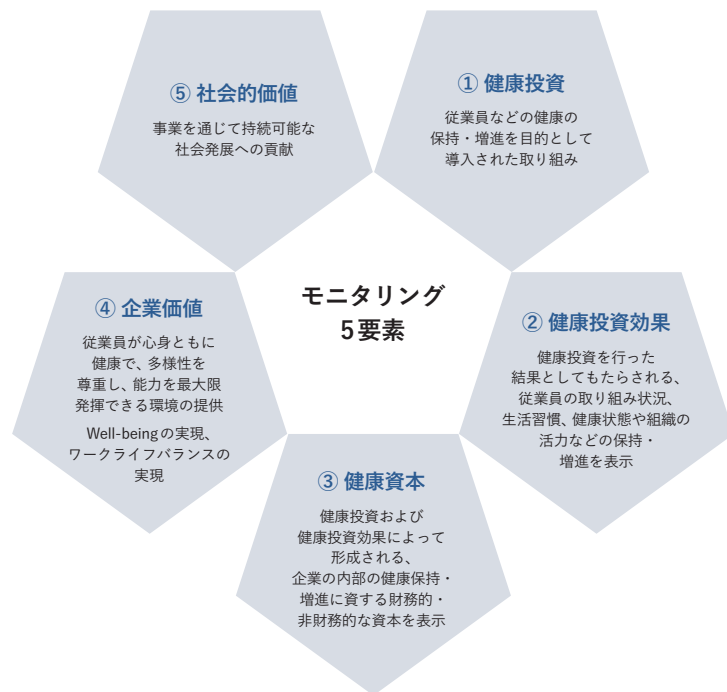 モニタリング
5要素
① 健康投資
従業員などの健康の
保持・増進を目的として
導入された取り組み
② 健康投資効果
健康投資を行った
結果としてもたらされる、
従業員の取り組み状況、
生活習慣、健康状態や組織の
活力などの保持・
増進を表示
③ 健康資本
健康投資および
健康投資効果によって
形成される、
企業の内部の健康保持・
増進に資する財務的・
非財務的な資本を表示
④ 企業価値
従業員が心身ともに
健康で、多様性を
尊重し、能力を最大限
発揮できる環境の提供
Well-beingの実現、
ワークライフバランスの
実現
⑤ 社会的価値
事業を通じて持続可能な
社会発展への貢献